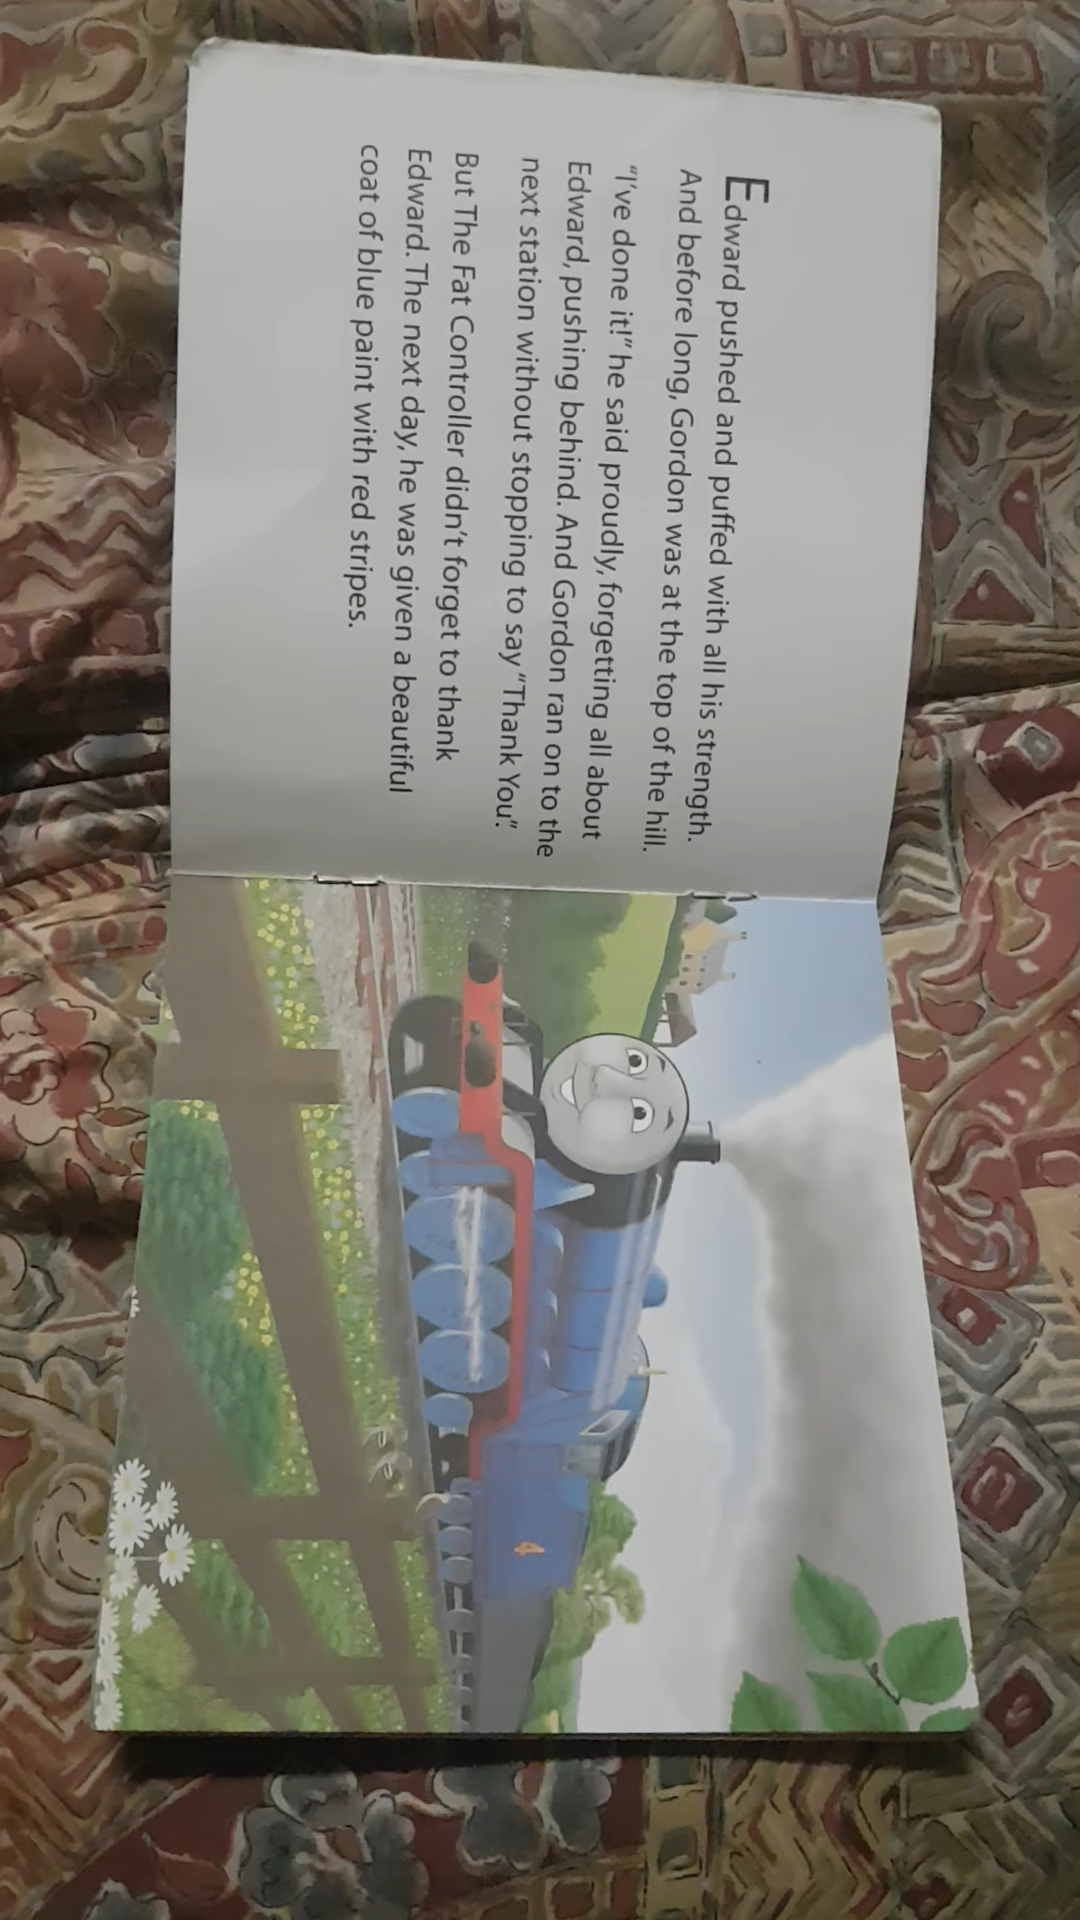 Edward pushed and puffed with all his strength.
And before long, Gordon was at the top of the hill.
“I’ve done it!” he said proudly, forgetting all about
Edward, pushing behind. And Gordon ran on to the
next station without stopping to say “Thank You”.
But The Fat Controller didn’t forget to thank
Edward. The next day, he was given a beautiful
coat of blue paint with red stripes.
4